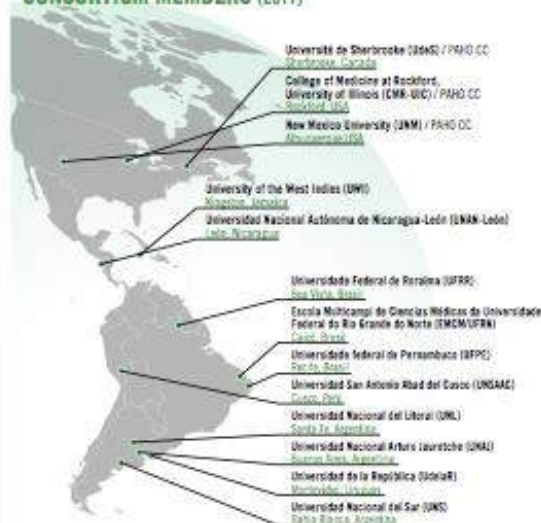 CONSORTIUM MEMBERS (2017)
Université de Sherbrooke (UdeS) / PAHO CC
Sherbrooke, Canada
College of Medicine at Rockford,
University of Illinois (CMR-UIC) / PAHO CC
Rockford, USA
New Mexico University (UNM) / PAHO CC
Albuquerque, USA
University of the West Indies (UWI)
Kingston, Jamaica
Universidad Nacional Autônoma de Nicaragua-León (UNAN-León)
León, Nicaragua
Universidade Federal de Roraima (UFRR)
Boa Vista, Brasil
Escola Multicampi de Ciencias Médicas da Universidade
Federal do Rio Grande do Norte (EMCM/UFRN)
Caicó, Brasil
Universidade federal de Pernambuco (UFPE)
Recife, Brasil
Universidad San Antonio Abad del Cusco (UNSAAC)
Cusco, Perú
Universidad Nacional del Litoral (UNL)
Santa Fe, Argentina
Universidad Nacional Arturo Jauretche (UNAJ)
Buenos Aires, Argentina
Universidad de la República (UdelaR)
Montevideo, Uruguay
Universidad Nacional del Sur (UNS)
Bahía Blanca, Argentina